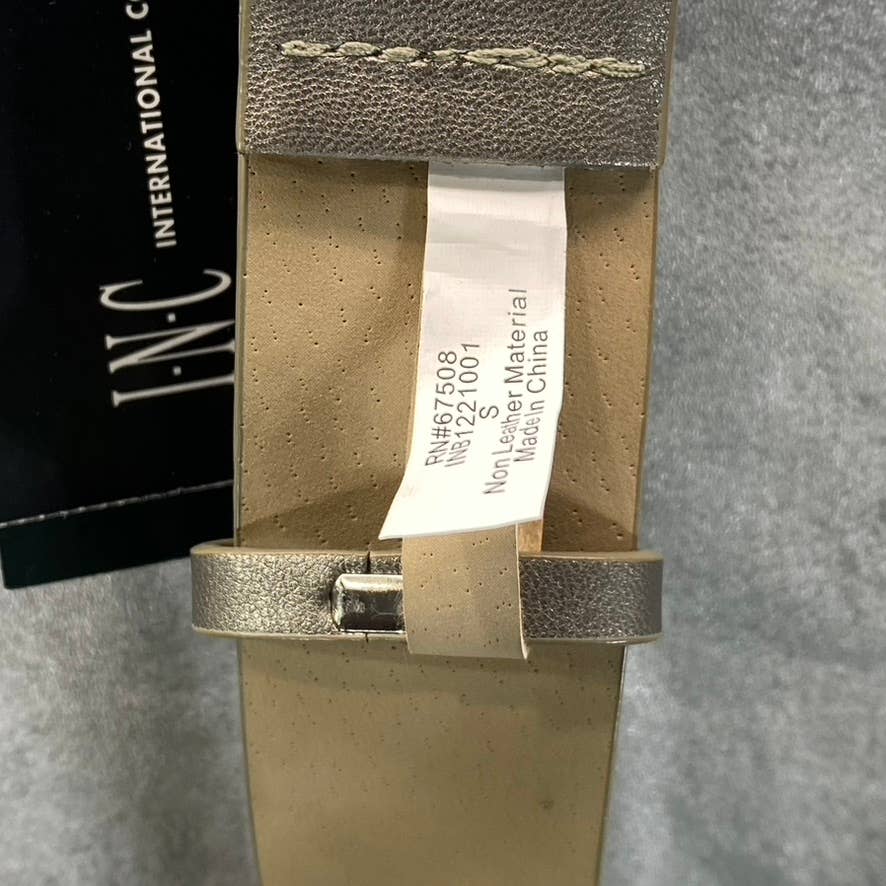 I·N·C
INTERNATIONAL
RN#67508
INB1221001
S
Non Leather Material
Made In China